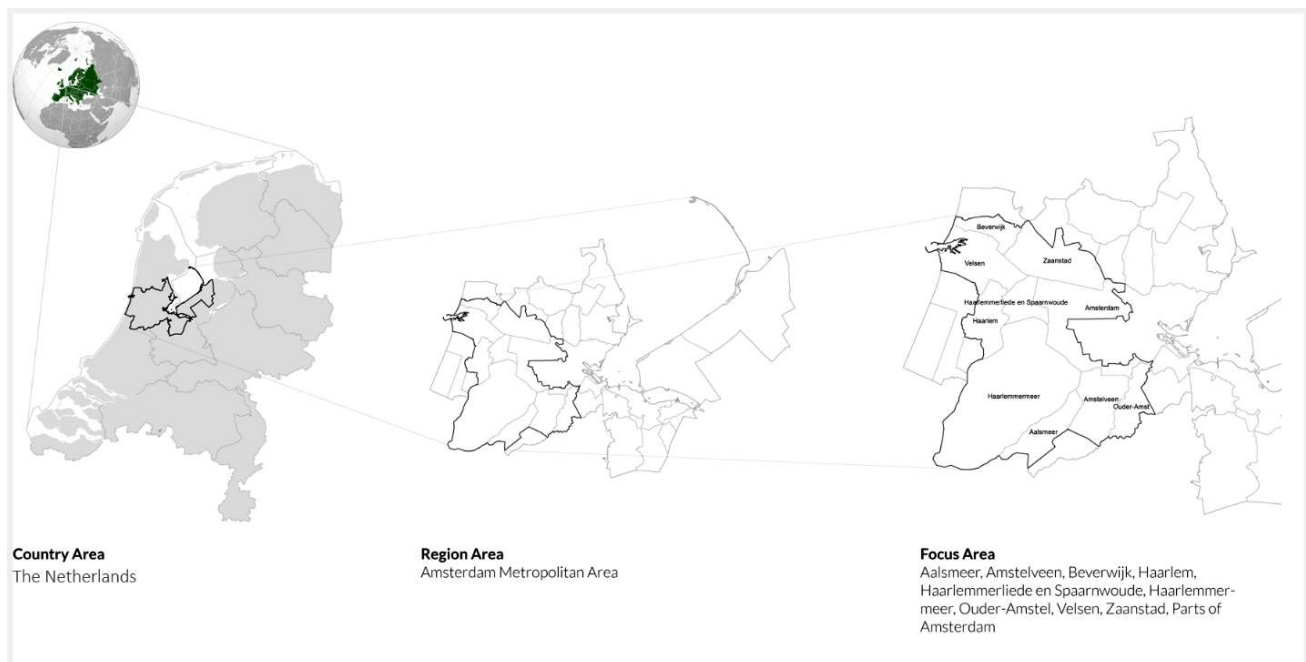 Beverwijk
Velsen
Zaanstad
Haarlemmerliede en Spaarnwoude
Amsterdam
Haarlem
Haarlemmermeer
Amstelveen
Ouder-Amst
Aalsmeer
Country Area
The Netherlands
Region Area
Amsterdam Metropolitan Area
Focus Area
Aalsmeer, Amstelveen, Beverwijk, Haarlem,
Haarlemmerliede en Spaarnwoude, Haarlemmer-
meer, Ouder-Amstel, Velsen, Zaanstad, Parts of
Amsterdam